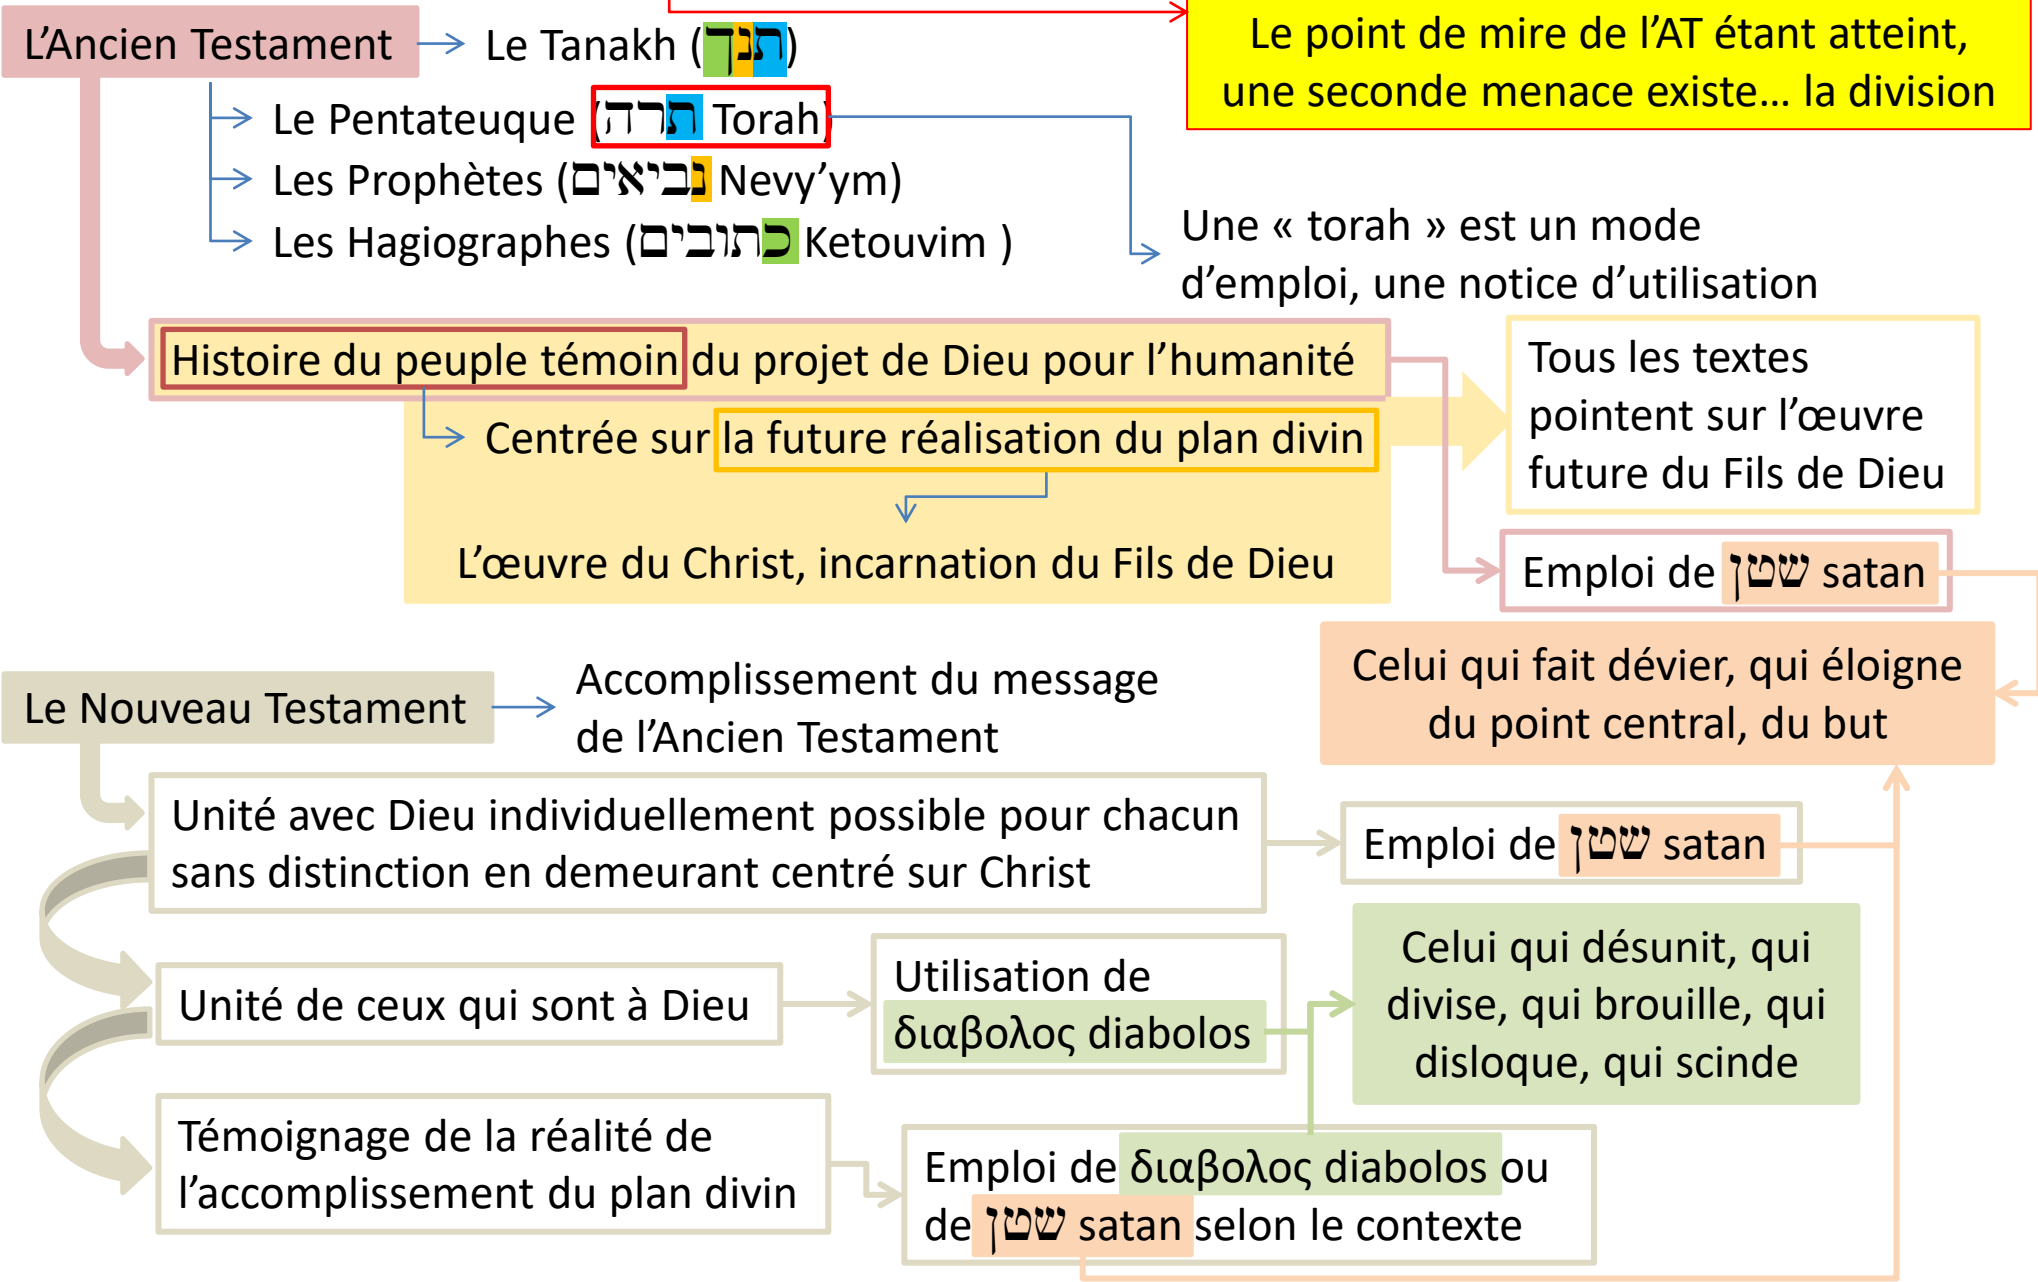 L'Ancien Testament
Le Tanakh (תנך)
Le point de mire de l'AT étant atteint,
une seconde menace existe... la division
Le Pentateuque (תרה Torah)
Les Prophètes (נביאים Nevy'ym)
Les Hagiographes (כתובים Ketouvim )
Une « torah » est un mode
d'emploi, une notice d'utilisation
Histoire du peuple témoin du projet de Dieu pour l'humanité
Centrée sur la future réalisation du plan divin
L'œuvre du Christ, incarnation du Fils de Dieu
Tous les textes
pointent sur l'œuvre
future du Fils de Dieu
Emploi de שטן satan
Celui qui fait dévier, qui éloigne
du point central, du but
Le Nouveau Testament
Accomplissement du message
de l'Ancien Testament
Unité avec Dieu individuellement possible pour chacun
sans distinction en demeurant centré sur Christ
Emploi de שטן satan
Unité de ceux qui sont à Dieu
Utilisation de
διαβολος diabolos
Celui qui désunit, qui
divise, qui brouille, qui
disloque, qui scinde
Témoignage de la réalité de
l'accomplissement du plan divin
Emploi de διαβολος diabolos ou
de שטן satan selon le contexte